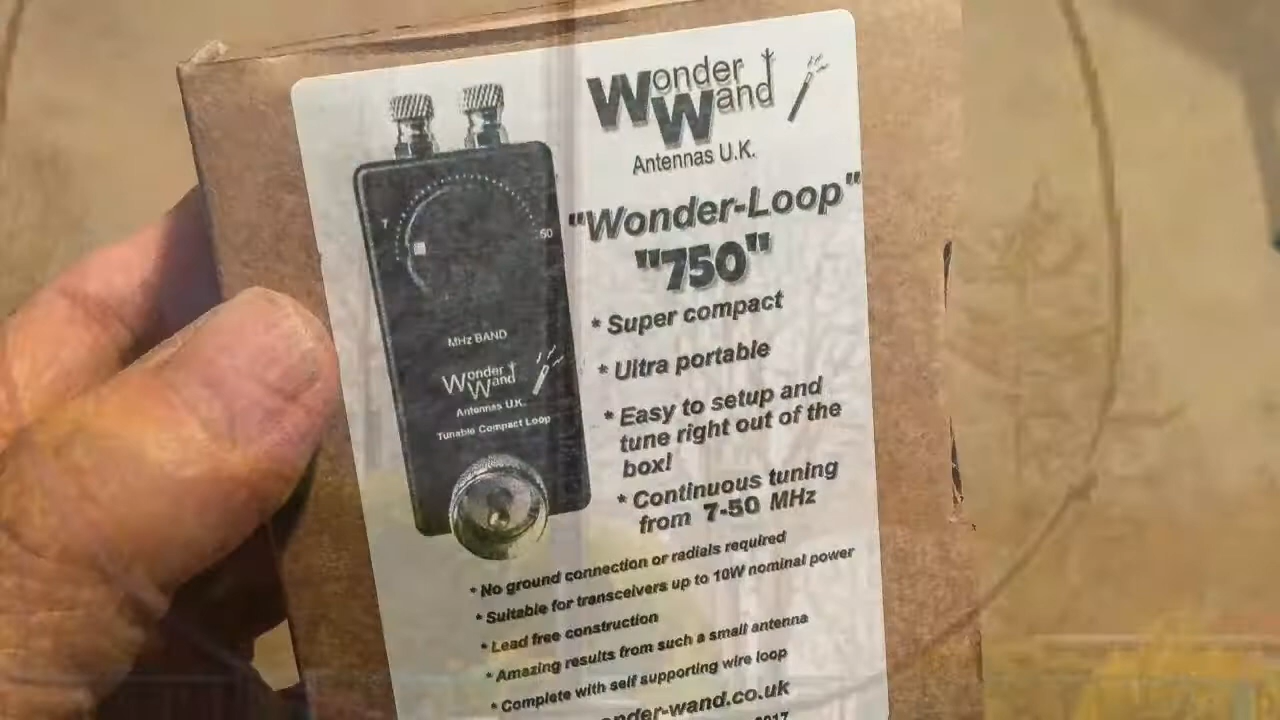 Wonder
Wand
Antennas U.K.
"Wonder-Loop"
"750"
* Super compact
* Ultra portable
* Easy to setup and
tune right out of the
box!
* Continuous tuning
from 7-50 MHz
* No ground connection or radials required
* Suitable for transceivers up to 10W nominal power
* Lead free construction
* Amazing results from such a small antenna
* Complete with self supporting wire loop
onder-wand.co.uk
2017
7
50
MHz BAND
Wonder
Wand
Antennas U.K.
Tunable Compact Loop